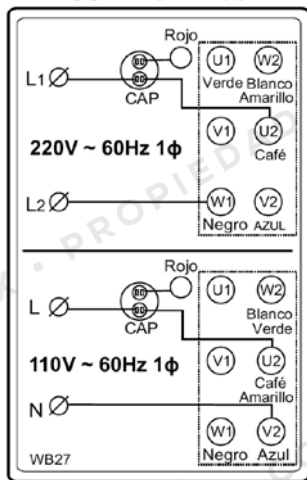 Rojo
U1 W2
Verde Blanco
Amarillo
L1
CAP
V1 U2
Café
220V ~ 60Hz 1ф
L2
W1 V2
Negro AZUL
Rojo
U1 W2
Blanco
Verde
L
CAP
V1 U2
Café
Amarillo
110V ~ 60Hz 1ф
N
W1 V2
Negro Azul
WB27
PROPIEDAD